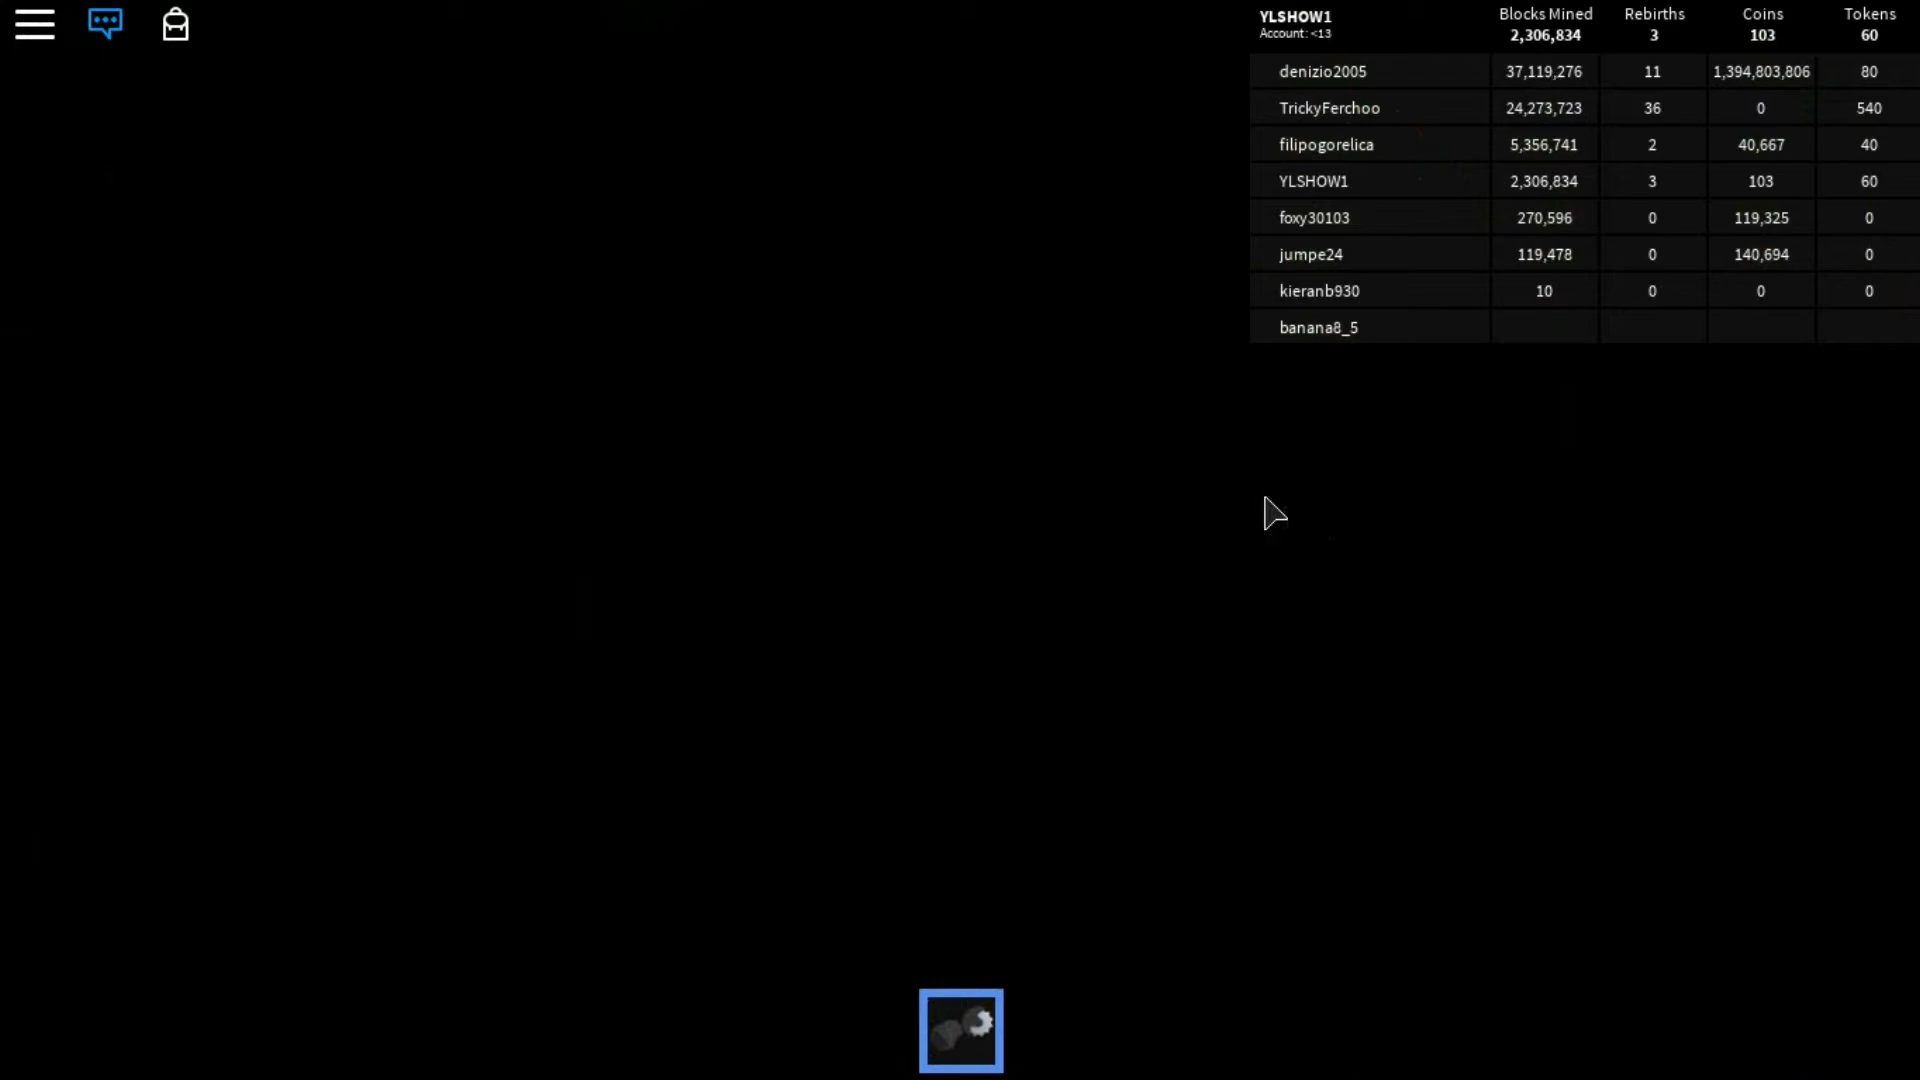 YLSHOW1 Blocks Mined Rebirths Coins Tokens
Account: <13 2,306,834 3 103 60
denizio2005 37,119,276 11 1,394,803,806 80
TrickyFerchoo 24,273,723 36 0 540
filipogorelica 5,356,741 2 40,667 40
YLSHOW1 2,306,834 3 103 60
foxy30103 270,596 0 119,325 0
jumpe24 119,478 0 140,694 0
kieranb930 10 0 0 0
banana8_5